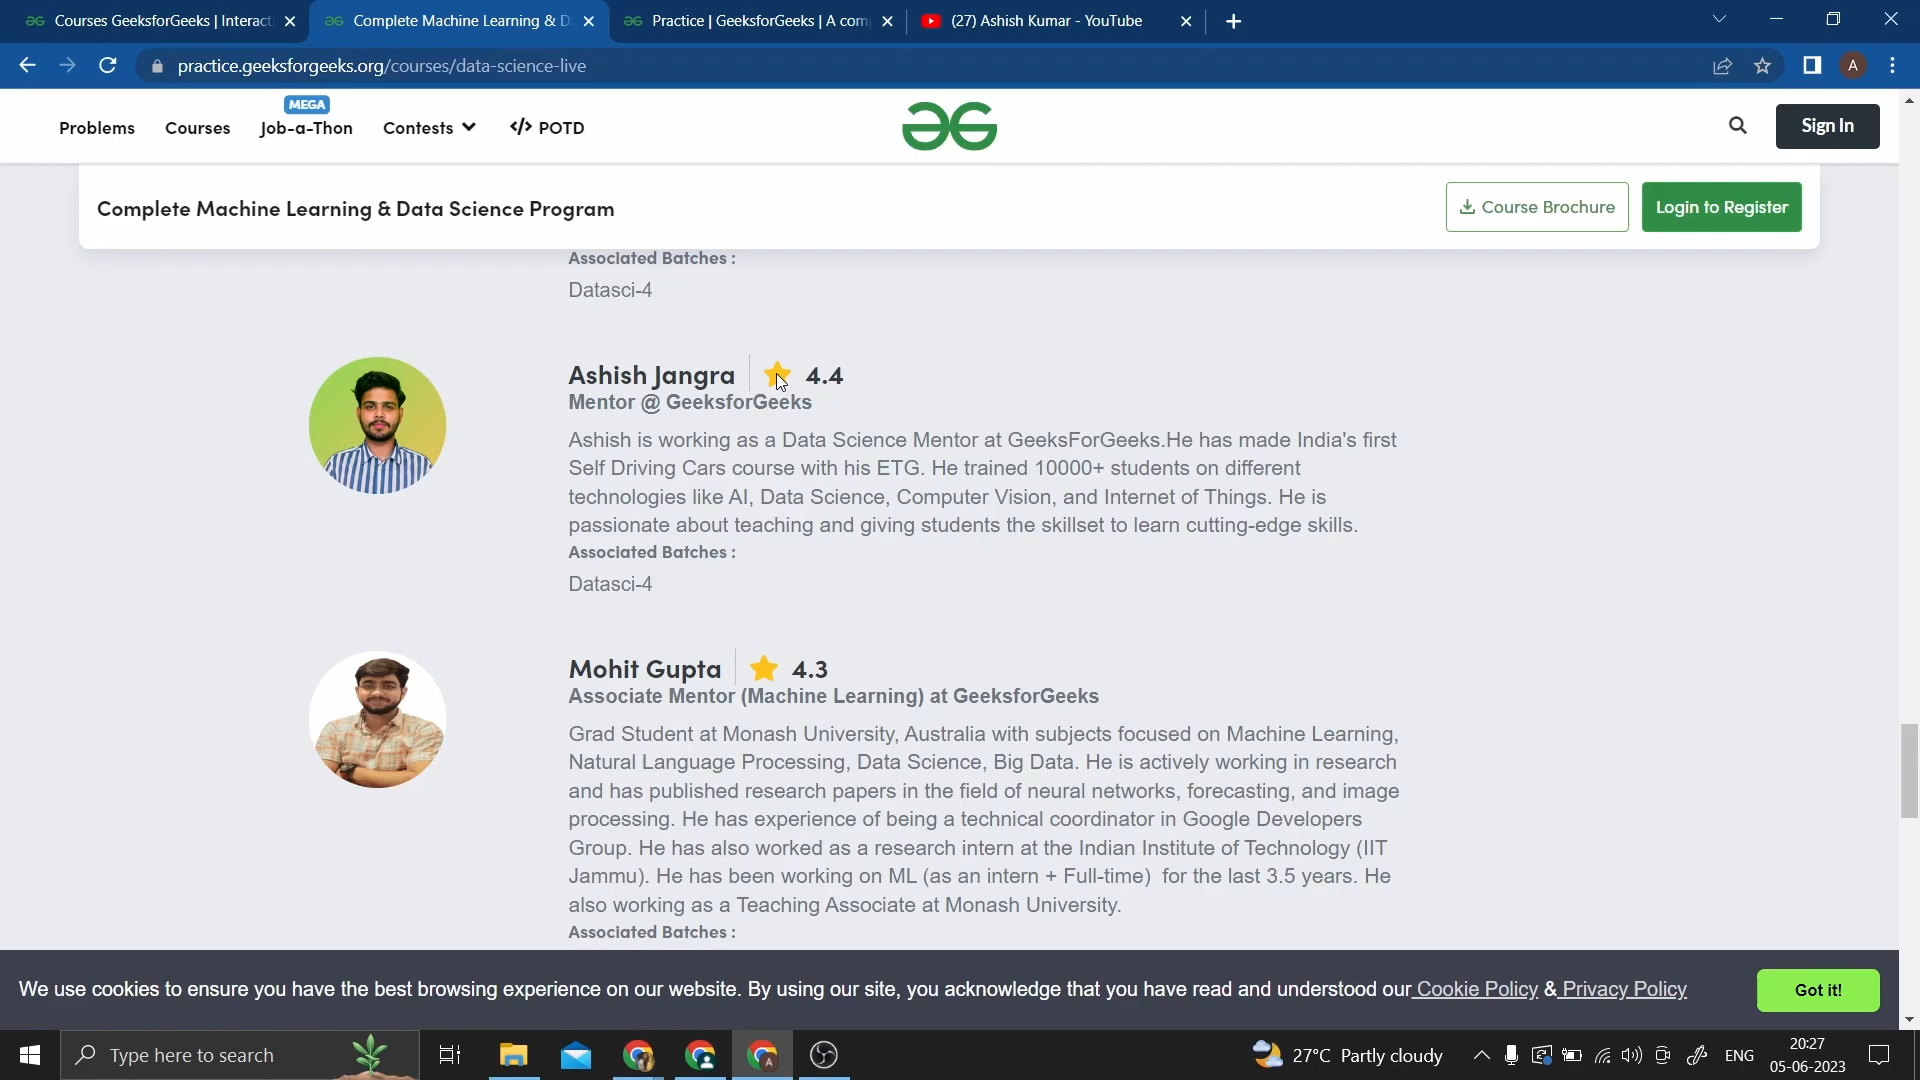 Courses GeeksforGeeks | Interact
Complete Machine Learning & D
Practice | GeeksforGeeks | A com
(27) Ashish Kumar - YouTube
practice.geeksforgeeks.org/courses/data-science-live
A
MEGA
Problems
Courses
Job-a-Thon
Contests
</> POTD
Sign In
Complete Machine Learning & Data Science Program
Course Brochure
Login to Register
Associated Batches :
Datasci-4
Ashish Jangra
4.4
Mentor @ GeeksforGeeks
Ashish is working as a Data Science Mentor at GeeksForGeeks.He has made India's first
Self Driving Cars course with his ETG. He trained 10000+ students on different
technologies like AI, Data Science, Computer Vision, and Internet of Things. He is
passionate about teaching and giving students the skillset to learn cutting-edge skills.
Associated Batches :
Datasci-4
Mohit Gupta
4.3
Associate Mentor (Machine Learning) at GeeksforGeeks
Grad Student at Monash University, Australia with subjects focused on Machine Learning,
Natural Language Processing, Data Science, Big Data. He is actively working in research
and has published research papers in the field of neural networks, forecasting, and image
processing. He has experience of being a technical coordinator in Google Developers
Group. He has also worked as a research intern at the Indian Institute of Technology (IIT
Jammu). He has been working on ML (as an intern + Full-time) for the last 3.5 years. He
also working as a Teaching Associate at Monash University.
Associated Batches :
We use cookies to ensure you have the best browsing experience on our website. By using our site, you acknowledge that you have read and understood our Cookie Policy & Privacy Policy
Got it!
Type here to search
27°C Partly cloudy
ENG
20:27
05-06-2023